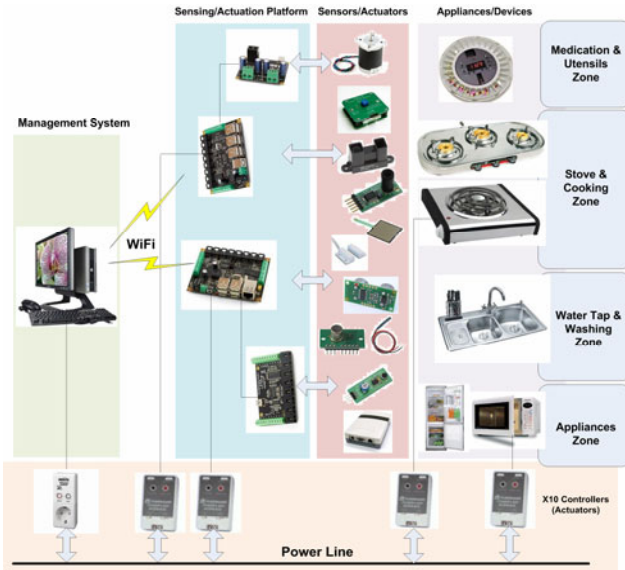 Sensing/Actuation Platform
Sensors/Actuators
Appliances/Devices
Medication &
Utensils
Zone
Management System
Stove &
Cooking
Zone
WiFi
Water Tap &
Washing
Zone
Appliances
Zone
X10 Controllers
(Actuators)
Power Line